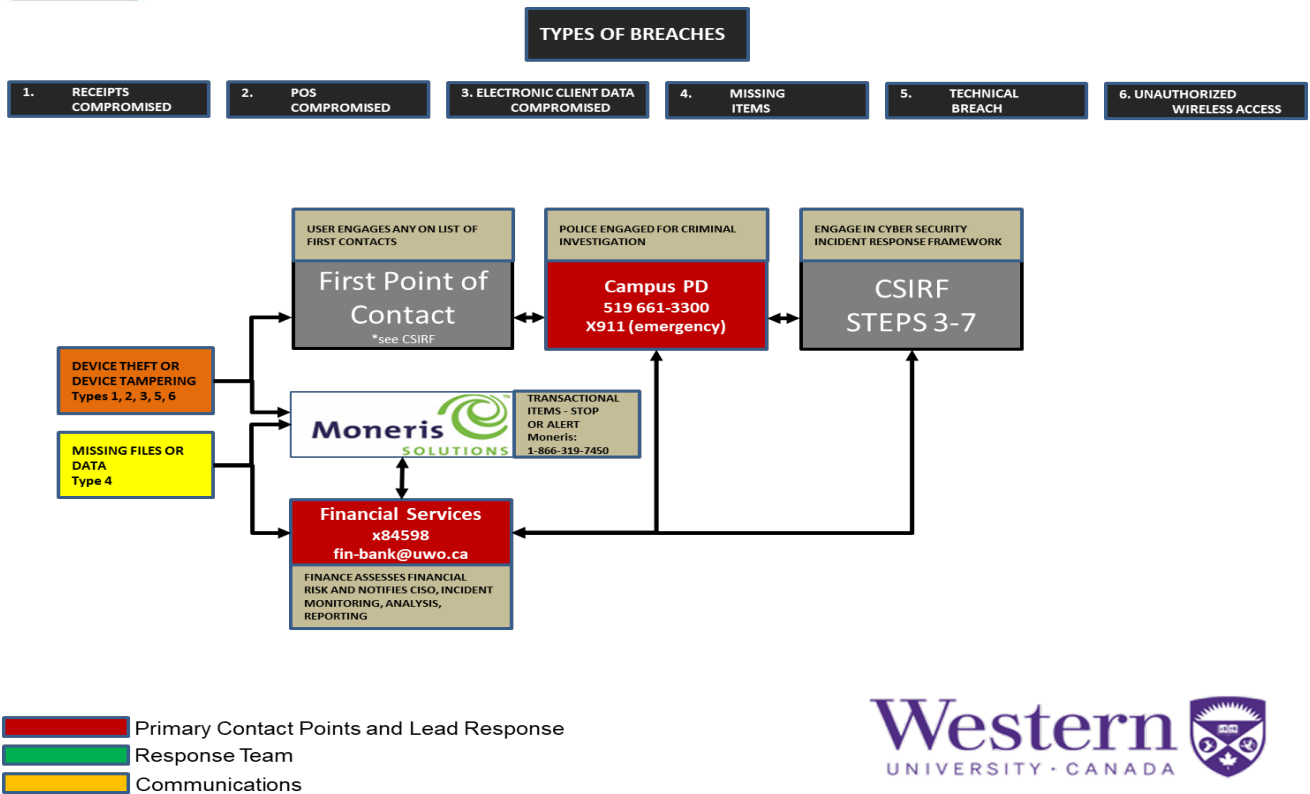 TYPES OF BREACHES
1. RECEIPTS
COMPROMISED
2. POS
COMPROMISED
3. ELECTRONIC CLIENT DATA
COMPROMISED
4. MISSING
ITEMS
5. TECHNICAL
BREACH
6. UNAUTHORIZED
WIRELESS ACCESS
USER ENGAGES ANY ON LIST OF
FIRST CONTACTS
First Point of
Contact
*see CSIRF
POLICE ENGAGED FOR CRIMINAL
INVESTIGATION
Campus PD
519 661-3300
X911 (emergency)
ENGAGE IN CYBER SECURITY
INCIDENT RESPONSE FRAMEWORK
CSIRF
STEPS 3-7
DEVICE THEFT OR
DEVICE TAMPERING
Types 1, 2, 3, 5, 6
MISSING FILES OR
DATA
Type 4
Moneris
SOLUTIONS
TM
TRANSACTIONAL
ITEMS - STOP
OR ALERT
Moneris:
1-866-319-7450
Financial Services
x84598
fin-bank@uwo.ca
FINANCE ASSESSES FINANCIAL
RISK AND NOTIFIES CISO, INCIDENT
MONITORING, ANALYSIS,
REPORTING
Primary Contact Points and Lead Response
Response Team
Communications
Western
UNIVERSITY · CANADA